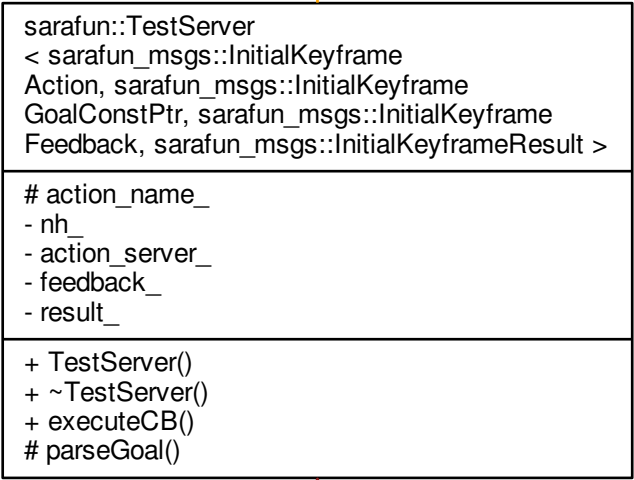 sarafun::TestServer
< sarafun_msgs::InitialKeyframe
Action, sarafun_msgs::InitialKeyframe
GoalConstPtr, sarafun_msgs::InitialKeyframe
Feedback, sarafun_msgs::InitialKeyframeResult >
# action_name_
- nh_
- action_server_
- feedback_
- result_
+ TestServer()
+ ~TestServer()
+ executeCB()
# parseGoal()